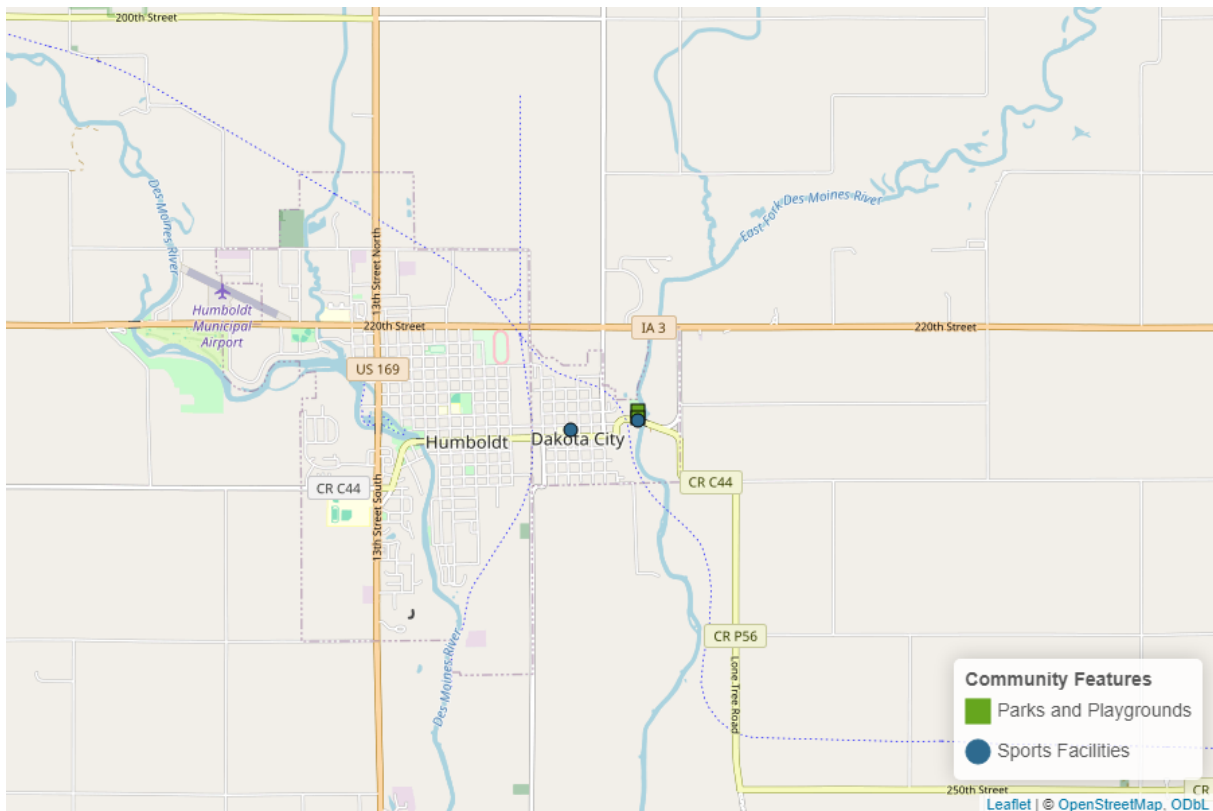 200th Street
Des Moines River
East Fork Des Moines River
13th Street North
Humboldt
Municipal
Airport
220th Street
IA 3
220th Street
US 169
Humboldt
Dakota City
CR C44
CR C44
13th Street South
CR P56
Lone Tree Road
Des Moines River
Community Features
Parks and Playgrounds
Sports Facilities
250th Street
CR
Leaflet | © OpenStreetMap, ODbL